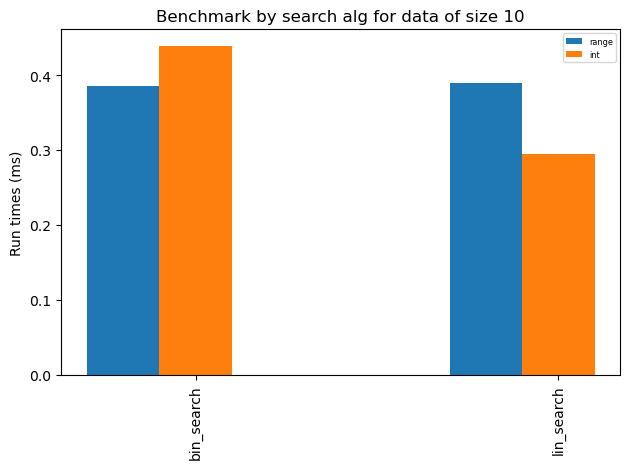 Benchmark by search alg for data of size 10
range
int
Run times (ms)
0.4
0.3
0.2
0.1
0.0
bin_search
lin_search